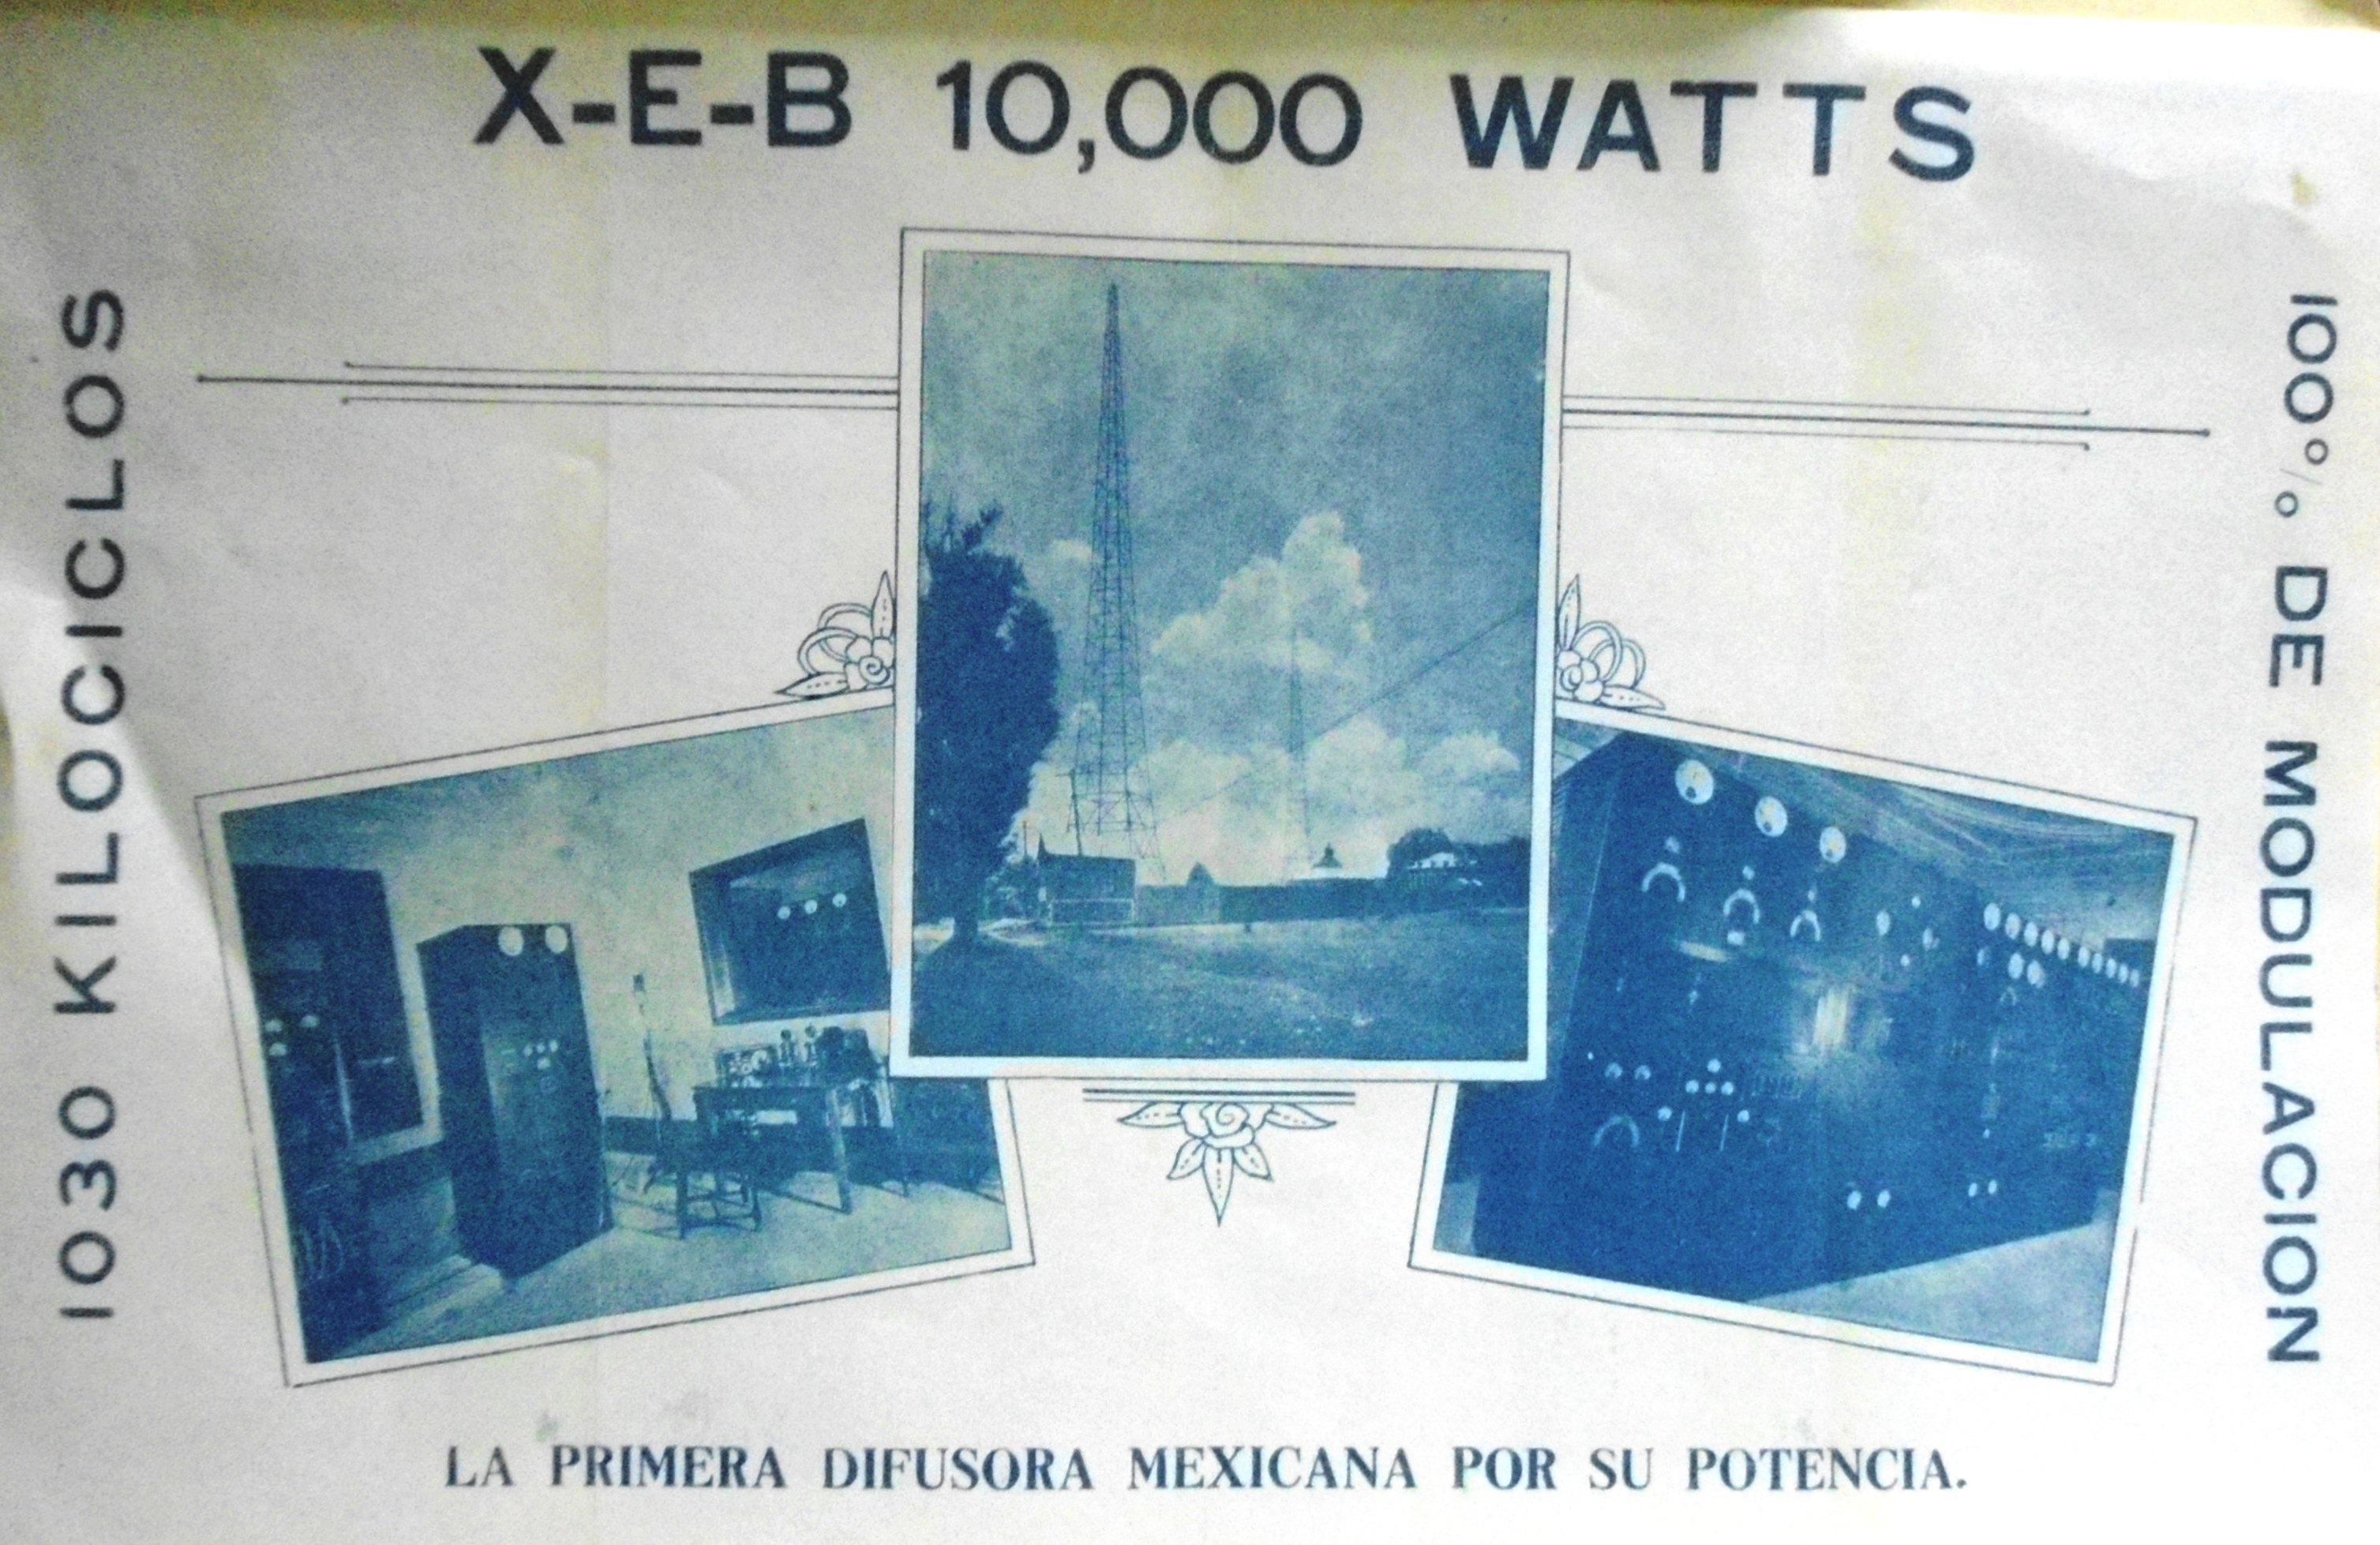 X-E-B 10,000 WATTS
1030 KILOCICLOS
100% DE MODULACION
LA PRIMERA DIFUSORA MEXICANA POR SU POTENCIA.